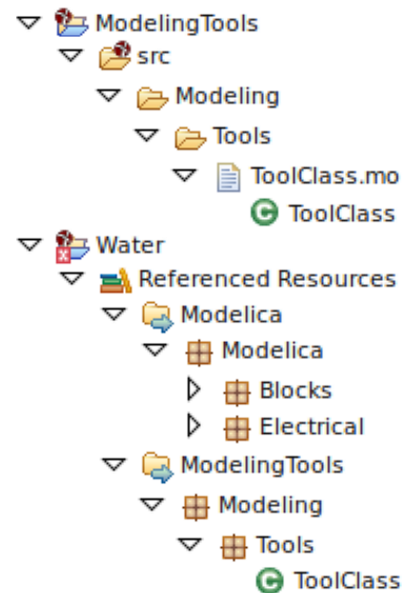 ModelingTools
src
Modeling
Tools
ToolClass.mo
ToolClass
Water
Referenced Resources
Modelica
Modelica
Blocks
Electrical
ModelingTools
Modeling
Tools
ToolClass